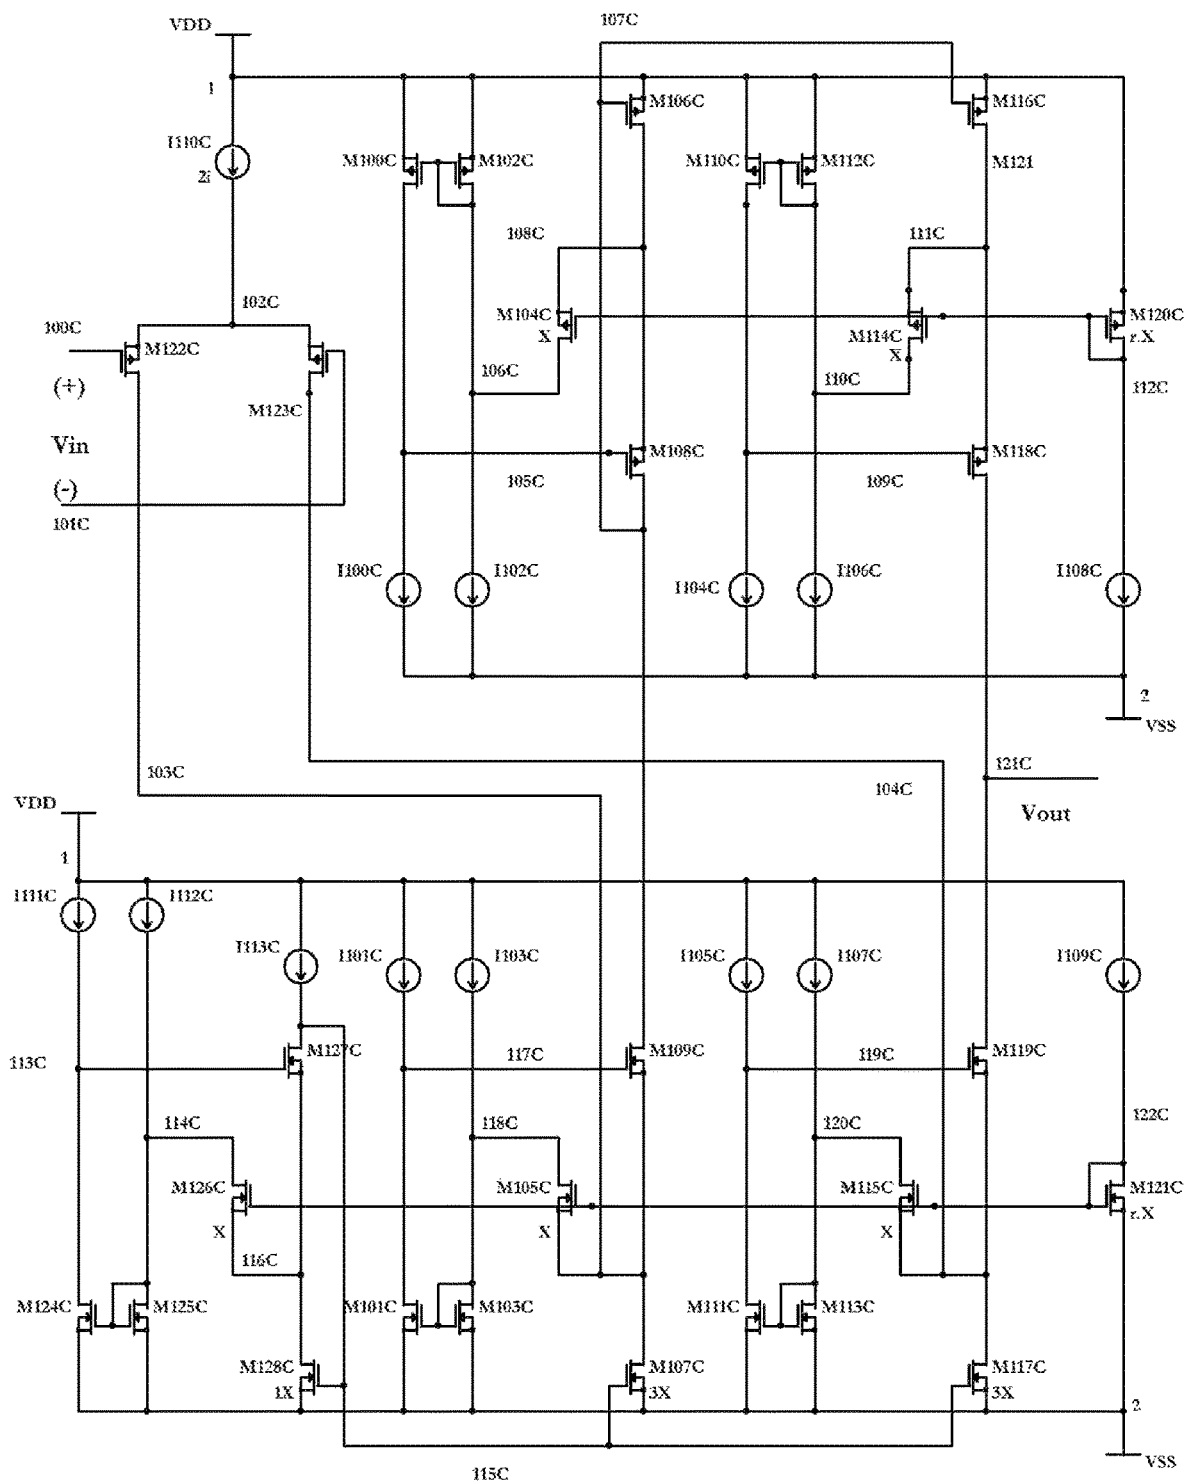 107C
VDD
1
M106C
M116C
I110C
2i
M100C
M102C
M110C
M112C
M121
108C
111C
102C
100C
M122C
M104C
X
M114C
X
M120C
r.X
(+)
106C
110C
112C
M123C
Vin
M108C
M118C
(-)
105C
109C
101C
I100C
I102C
I104C
I106C
I108C
2
VSS
103C
121C
104C
VDD
Vout
1
I111C
I112C
I113C
I101C
I103C
I105C
I107C
I109C
M127C
117C
M109C
119C
M119C
113C
114C
118C
120C
122C
M126C
X
M105C
X
M115C
X
M121C
r.X
116C
M124C
M125C
M101C
M103C
M111C
M113C
M128C
1X
M107C
3X
M117C
3X
2
VSS
115C